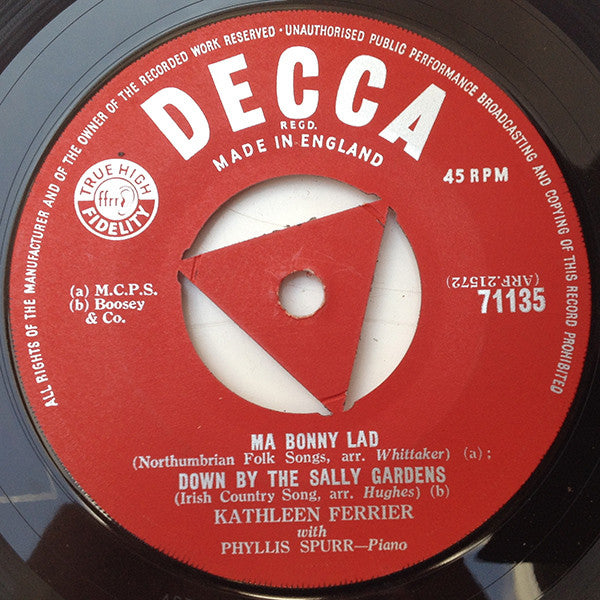 ALL RIGHTS OF THE MANUFACTURER AND OF THE OWNER OF THE RECORDED WORK RESERVED · UNAUTHORISED PUBLIC PERFORMANCE BROADCASTING AND COPYING OF THIS RECORD PROHIBITED
DECCA
REGD.
MADE IN ENGLAND
TRUE HIGH
ffrr
FIDELITY
45 RPM
(a) M.C.P.S.
(b) Boosey
& Co.
(ARF.21572)
71135
MA BONNY LAD
(Northumbrian Folk Songs, arr. Whittaker) (a) ;
DOWN BY THE SALLY GARDENS
(Irish Country Song, arr. Hughes) (b)
KATHLEEN FERRIER
with
PHYLLIS SPURR—Piano